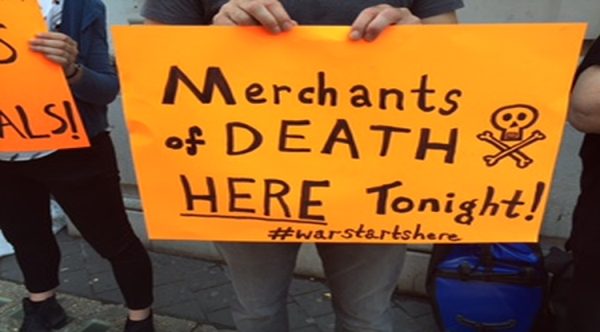 S
ALS!
Merchants
of DEATH
HERE Tonight!
#warstartshere